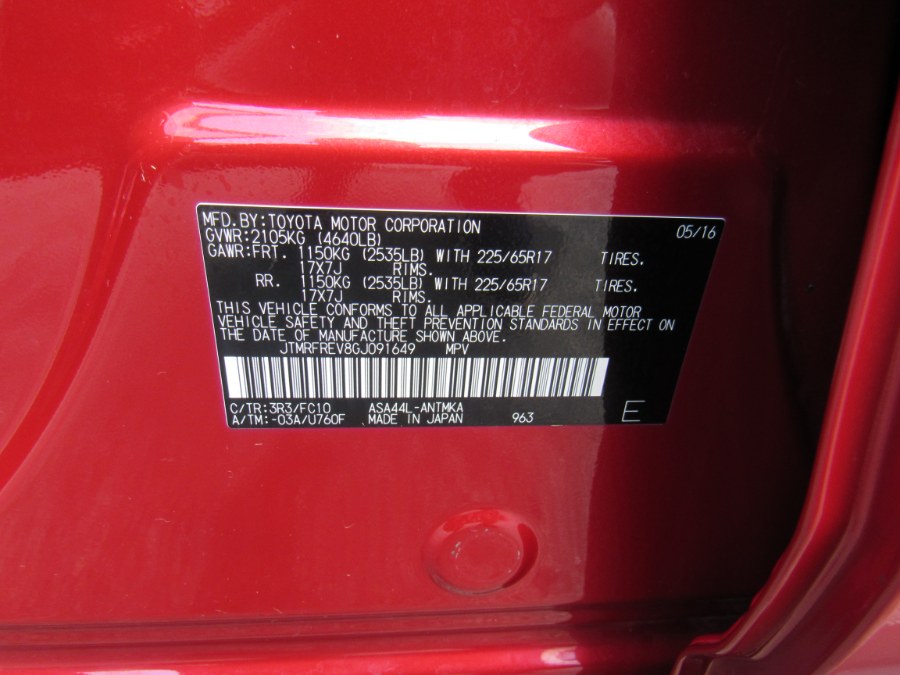 MFD.BY:TOYOTA MOTOR CORPORATION 05/16
GVWR:2105KG (4640LB)
GAWR:FRT. 1150KG (2535LB) WITH 225/65R17 TIRES.
17X7J RIMS.
RR. 1150KG (2535LB) WITH 225/65R17 TIRES.
17X7J RIMS.
THIS VEHICLE CONFORMS TO ALL APPLICABLE FEDERAL MOTOR
VEHICLE SAFETY AND THEFT PREVENTION STANDARDS IN EFFECT ON
THE DATE OF MANUFACTURE SHOWN ABOVE.
JTMRFREV8GJ091649 MPV
C/TR:3R3/FC10 ASA44L-ANTMKA
A/TM:-03A/U760F MADE IN JAPAN 963 E